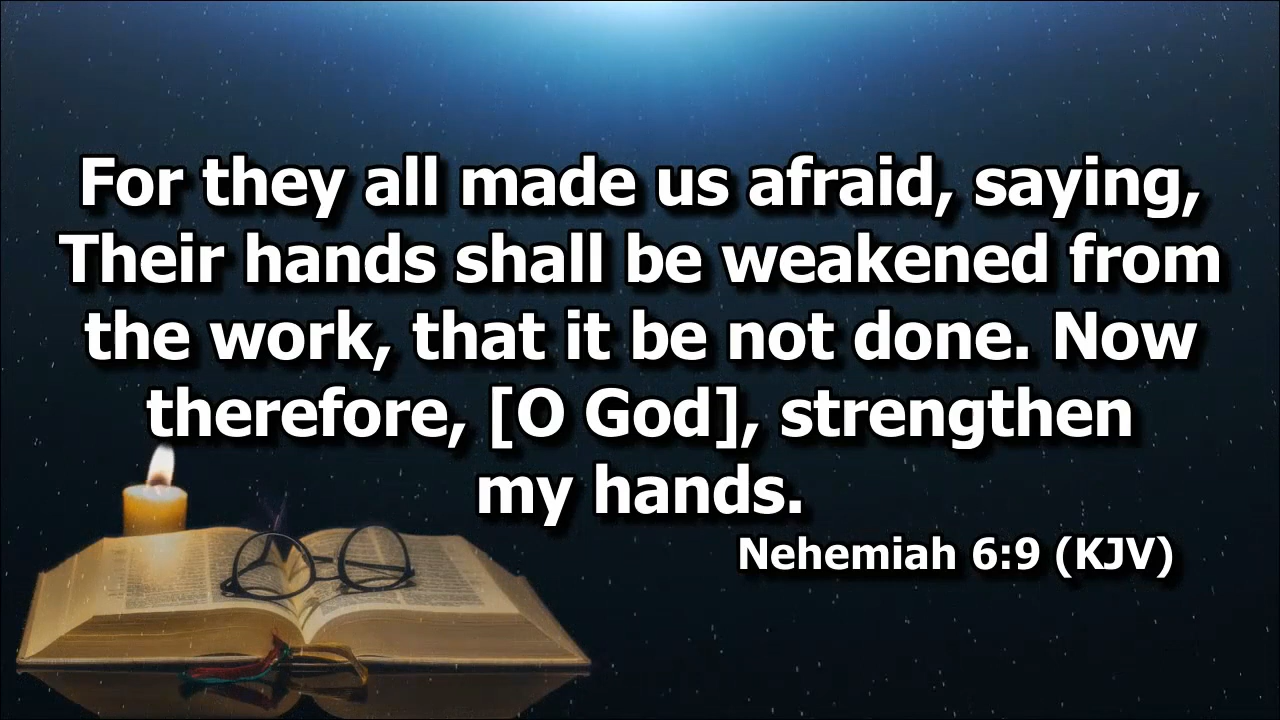 For they all made us afraid, saying,
Their hands shall be weakened from
the work, that it be not done. Now
therefore, [O God], strengthen
my hands.
Nehemiah 6:9 (KJV)